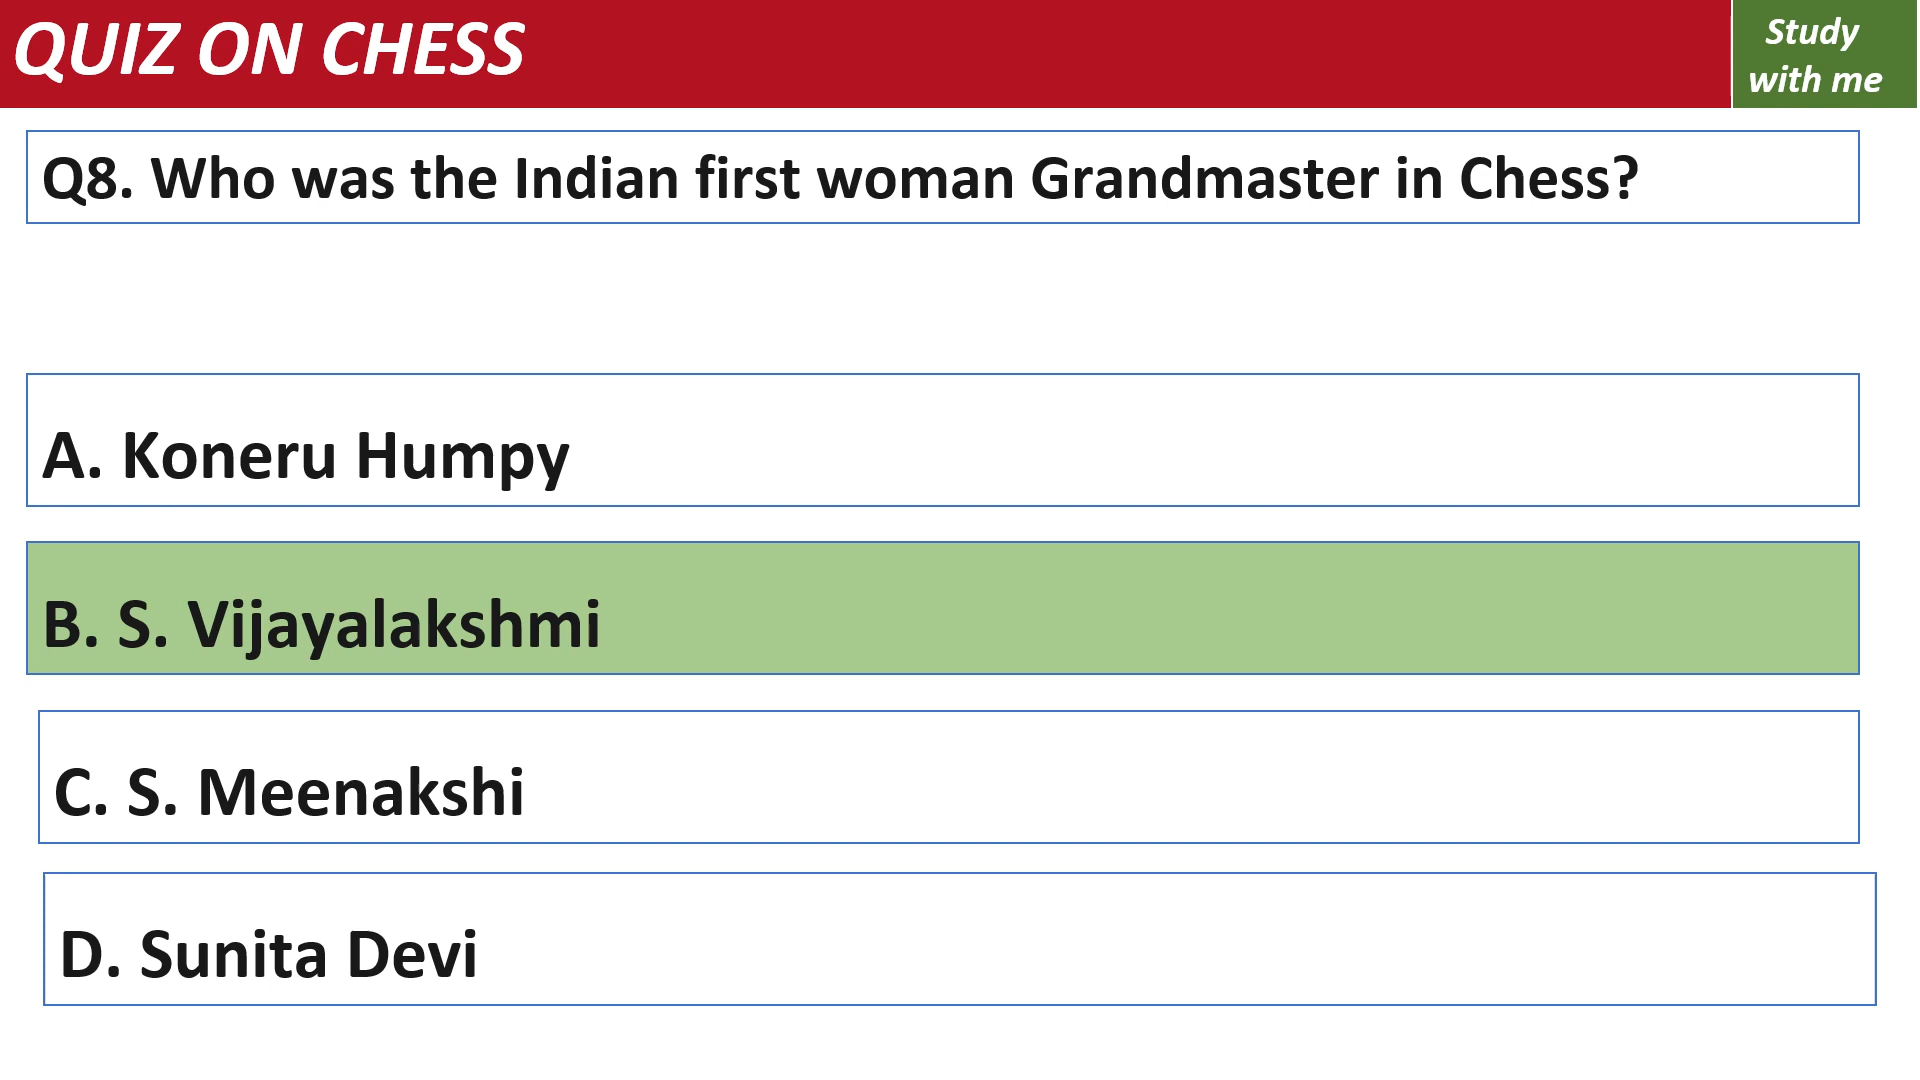 QUIZ ON CHESS
Study
with me
Q8. Who was the Indian first woman Grandmaster in Chess?
A. Koneru Humpy
B. S. Vijayalakshmi
C. S. Meenakshi
D. Sunita Devi